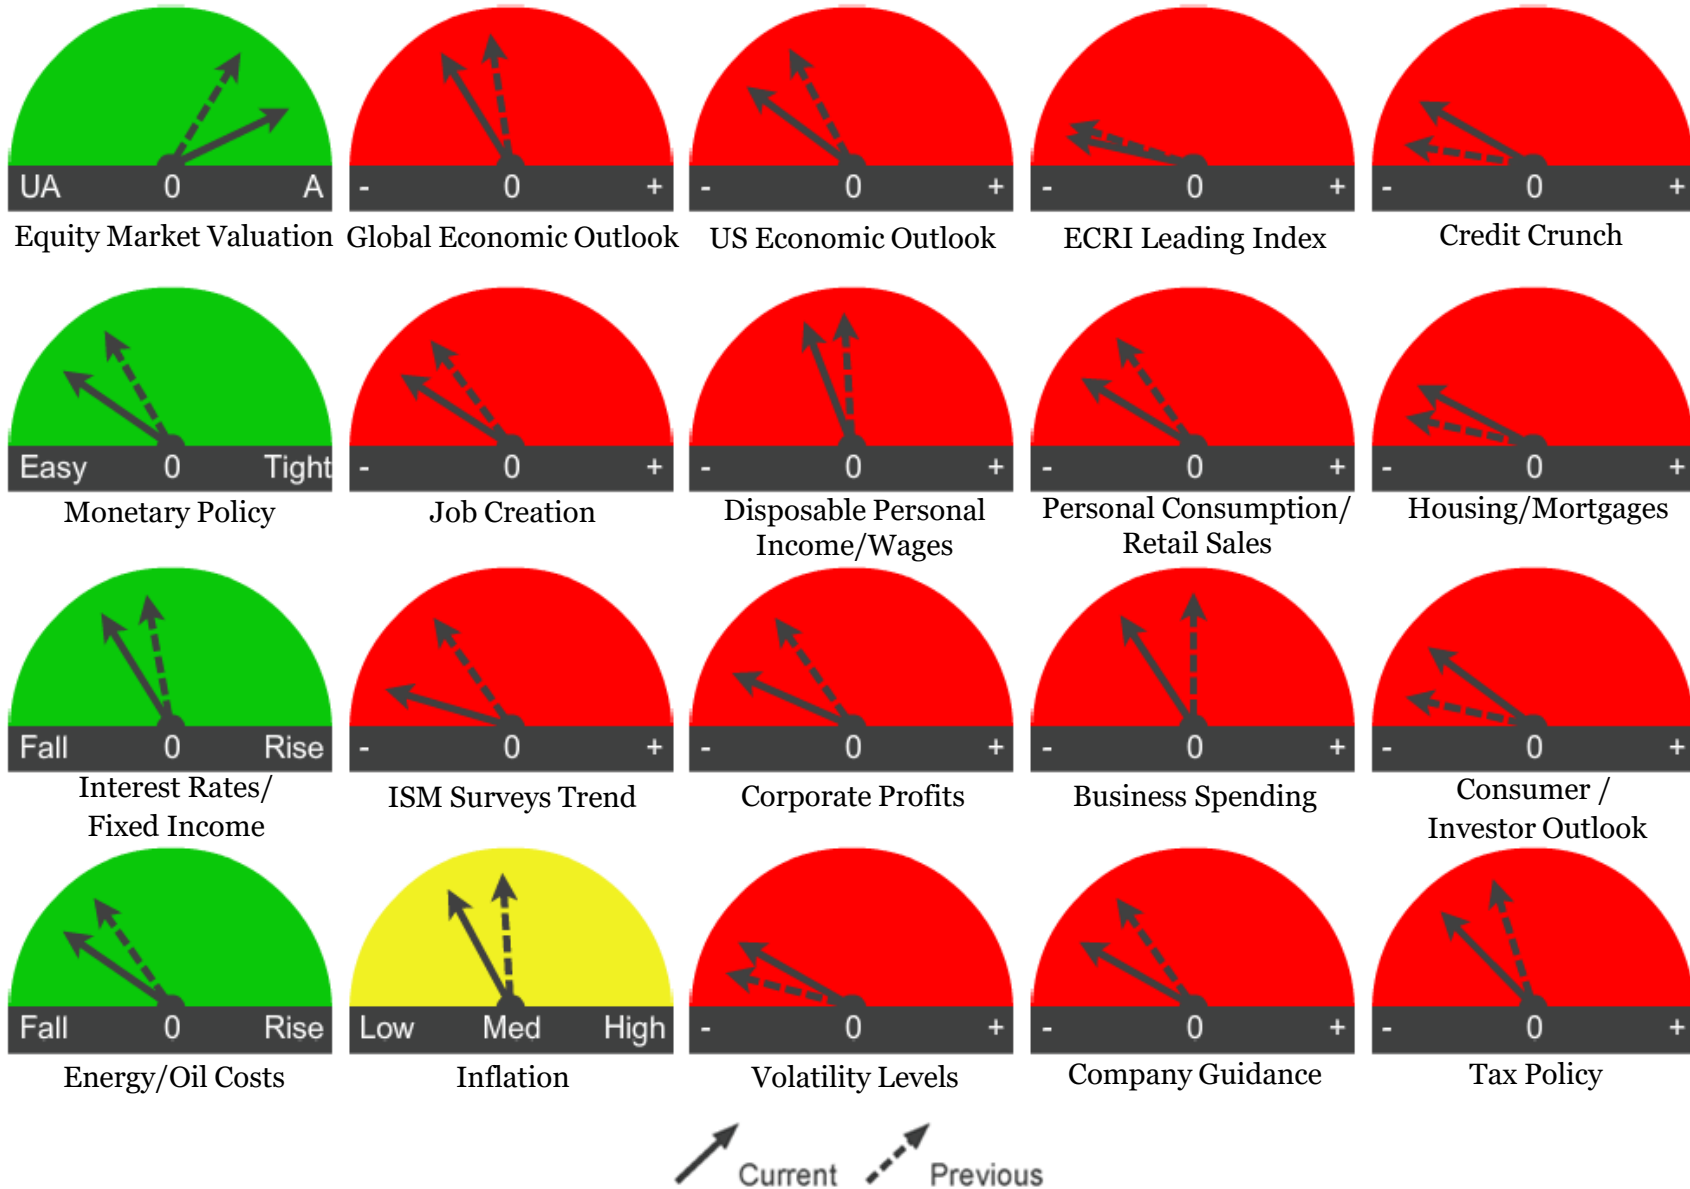 UA 0 A
- 0 +
- 0 +
- 0 +
- 0 +
Equity Market Valuation
Global Economic Outlook
US Economic Outlook
ECRI Leading Index
Credit Crunch
Easy 0 Tight
- 0 +
- 0 +
- 0 +
- 0 +
Monetary Policy
Job Creation
Disposable Personal
Income/Wages
Personal Consumption/
Retail Sales
Housing/Mortgages
Fall 0 Rise
- 0 +
- 0 +
- 0 +
- 0 +
Interest Rates/
Fixed Income
ISM Surveys Trend
Corporate Profits
Business Spending
Consumer /
Investor Outlook
Fall 0 Rise
Low Med High
- 0 +
- 0 +
- 0 +
Energy/Oil Costs
Inflation
Volatility Levels
Company Guidance
Tax Policy
Current
Previous